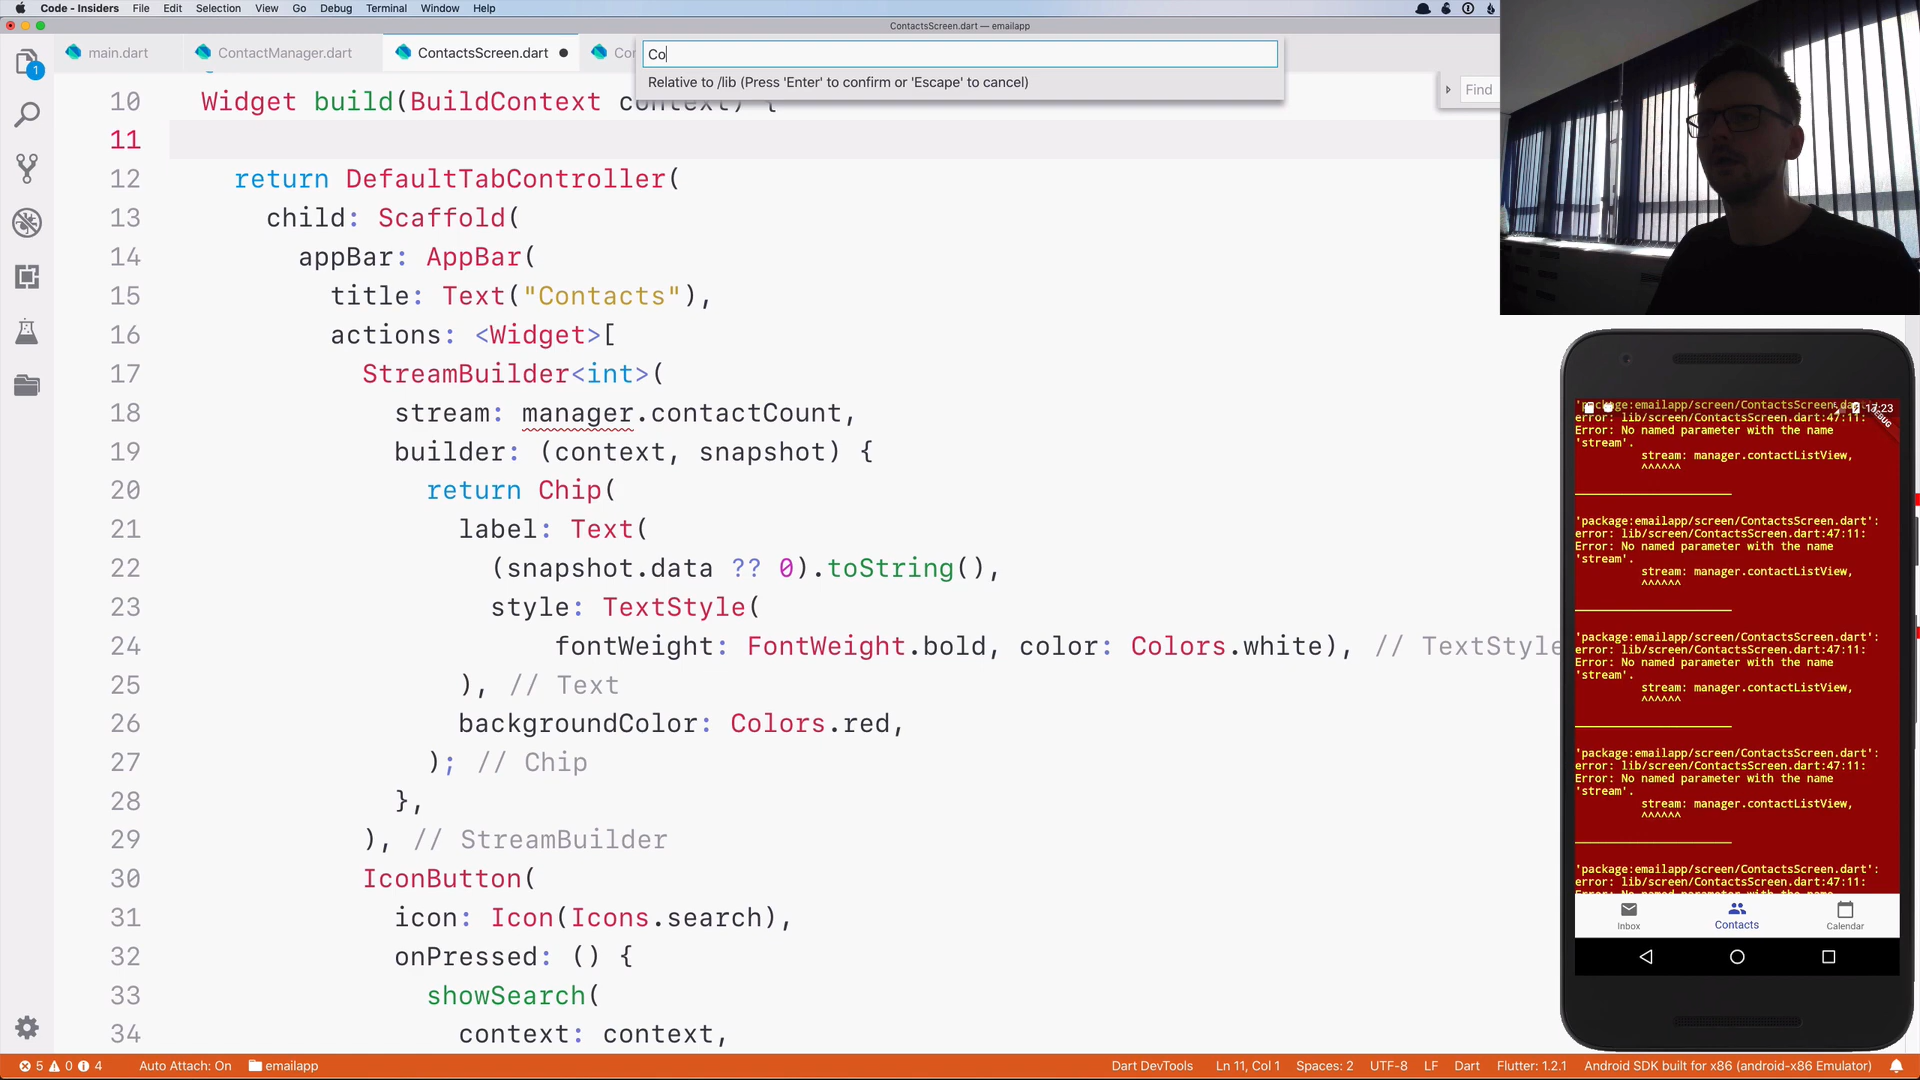 Code - Insiders File Edit Selection View Go Debug Terminal Window Help
ContactsScreen.dart — emailapp
main.dart ContactManager.dart ContactsScreen.dart Co
Co
Relative to /lib (Press 'Enter' to confirm or 'Escape' to cancel)
Find
1
10 Widget build(BuildContext context) {
11
12 return DefaultTabController(
13 child: Scaffold(
14 appBar: AppBar(
15 title: Text("Contacts"),
16 actions: <Widget>[
17 StreamBuilder<int>(
18 stream: manager.contactCount,
19 builder: (context, snapshot) {
20 return Chip(
21 label: Text(
22 (snapshot.data ?? 0).toString(),
23 style: TextStyle(
24 fontWeight: FontWeight.bold, color: Colors.white), // TextStyle
25 ), // Text
26 backgroundColor: Colors.red,
27 ); // Chip
28 },
29 ), // StreamBuilder
30 IconButton(
31 icon: Icon(Icons.search),
32 onPressed: () {
33 showSearch(
34 context: context,
'package:emailapp/screen/ContactsScreen.dart
17:23
DEBUG
error: lib/screen/ContactsScreen.dart:47:11:
Error: No named parameter with the name
'stream'.
stream: manager.contactListView,
^^^^^^
'package:emailapp/screen/ContactsScreen.dart':
error: lib/screen/ContactsScreen.dart:47:11:
Error: No named parameter with the name
'stream'.
stream: manager.contactListView,
^^^^^^
'package:emailapp/screen/ContactsScreen.dart':
error: lib/screen/ContactsScreen.dart:47:11:
Error: No named parameter with the name
'stream'.
stream: manager.contactListView,
^^^^^^
'package:emailapp/screen/ContactsScreen.dart':
error: lib/screen/ContactsScreen.dart:47:11:
Error: No named parameter with the name
'stream'.
stream: manager.contactListView,
^^^^^^
'package:emailapp/screen/ContactsScreen.dart':
error: lib/screen/ContactsScreen.dart:47:11:
Inbox Contacts Calendar
5 0 4 Auto Attach: On emailapp Dart DevTools Ln 11, Col 1 Spaces: 2 UTF-8 LF Dart Flutter: 1.2.1 Android SDK built for x86 (android-x86 Emulator)